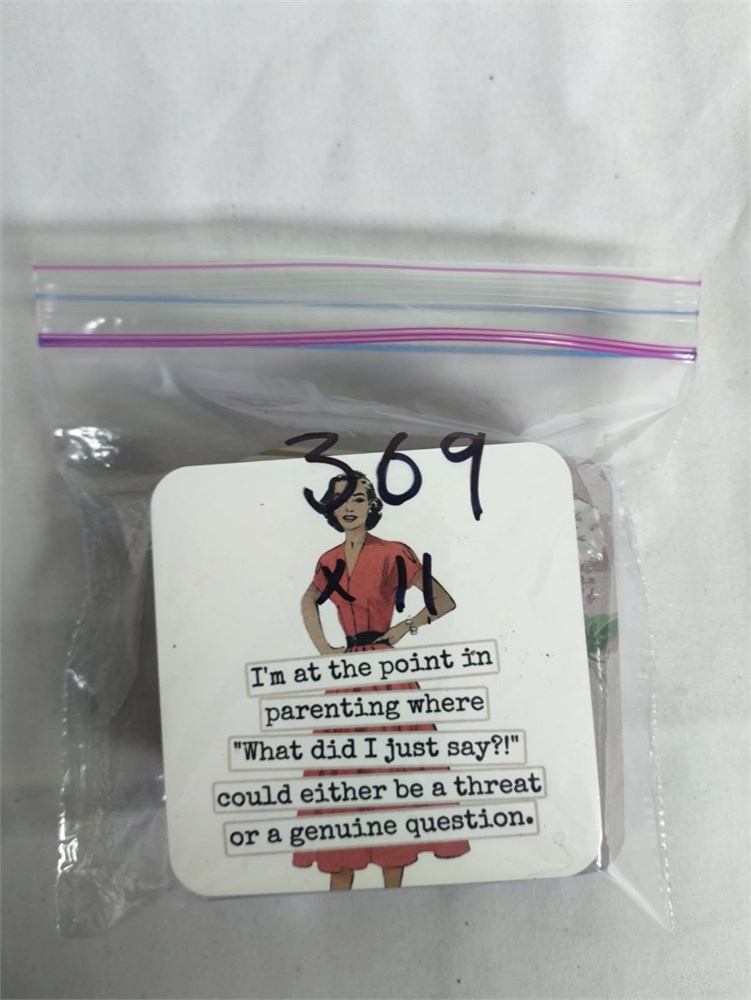 369
x 11
I'm at the point in
parenting where
"What did I just say?!"
could either be a threat
or a genuine question.